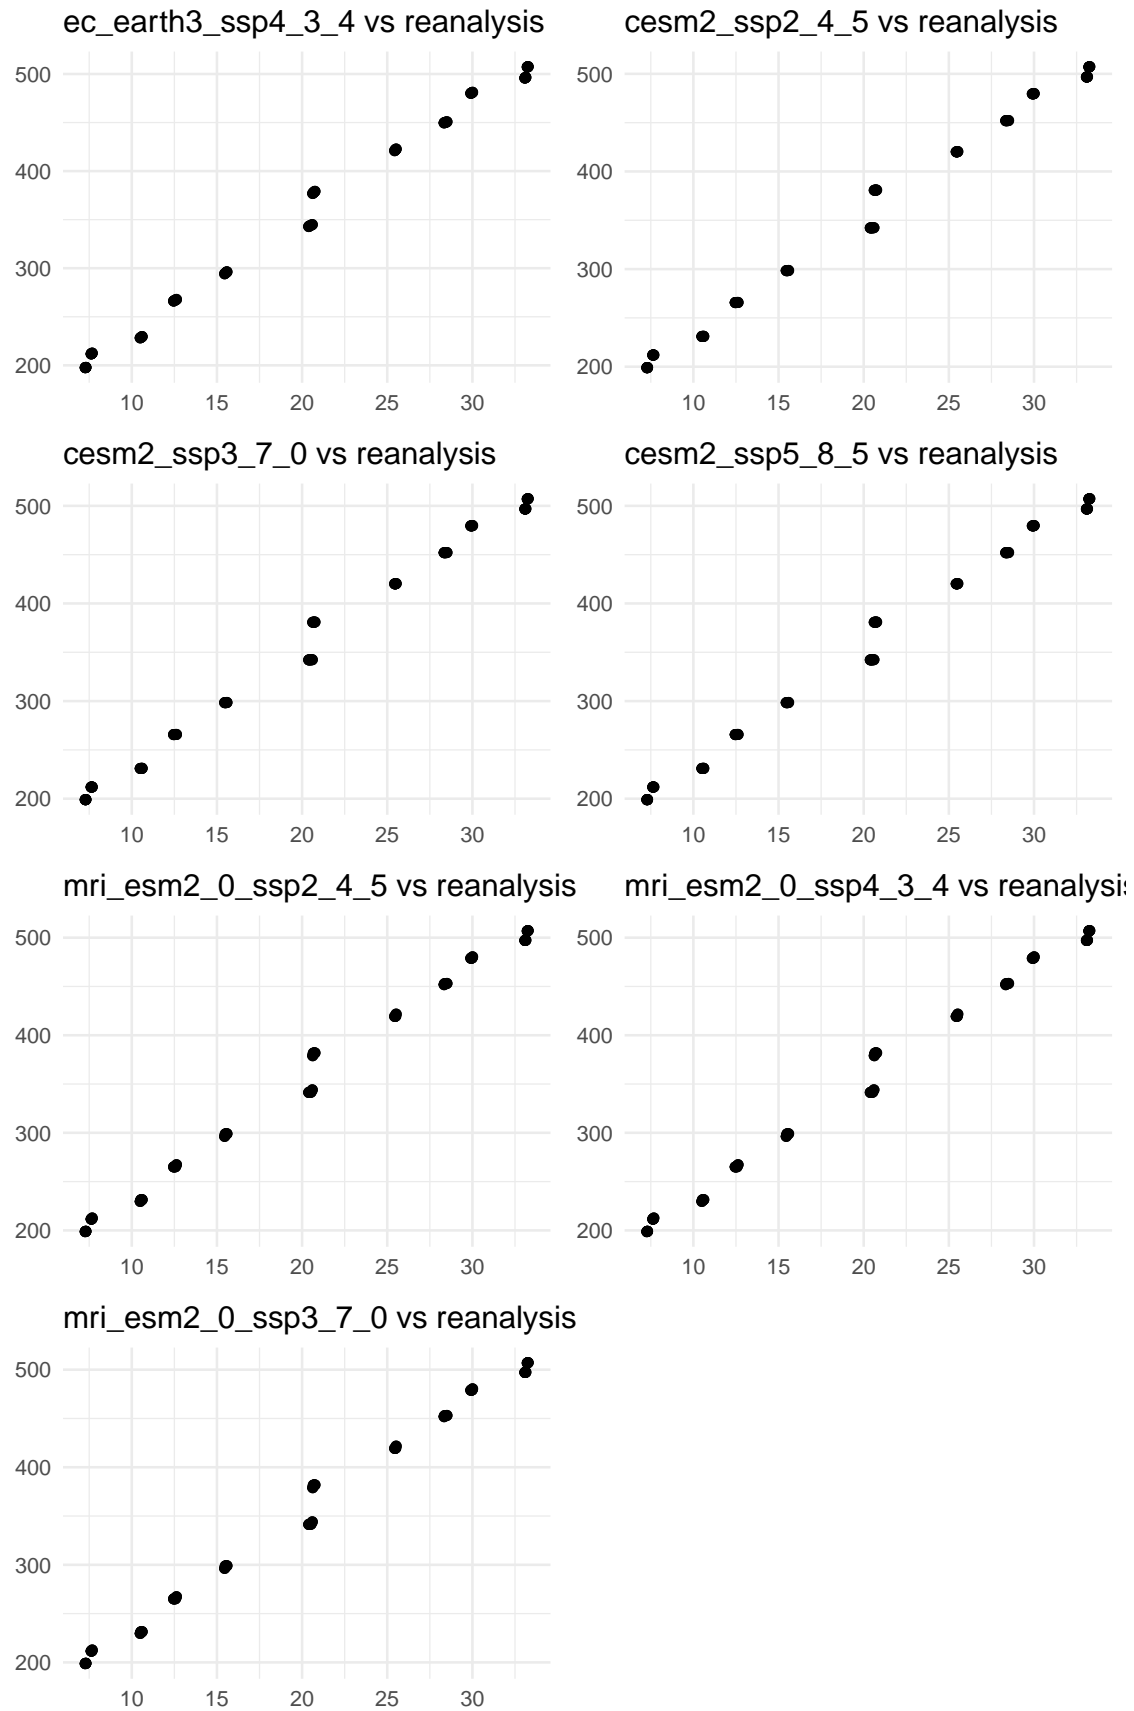 ec_earth3_ssp4_3_4 vs reanalysis
500
400
300
200
10 15 20 25 30
cesm2_ssp2_4_5 vs reanalysis
500
400
300
200
10 15 20 25 30
cesm2_ssp3_7_0 vs reanalysis
500
400
300
200
10 15 20 25 30
cesm2_ssp5_8_5 vs reanalysis
500
400
300
200
10 15 20 25 30
mri_esm2_0_ssp2_4_5 vs reanalysis
500
400
300
200
10 15 20 25 30
mri_esm2_0_ssp4_3_4 vs reanalysis
500
400
300
200
10 15 20 25 30
mri_esm2_0_ssp3_7_0 vs reanalysis
500
400
300
200
10 15 20 25 30